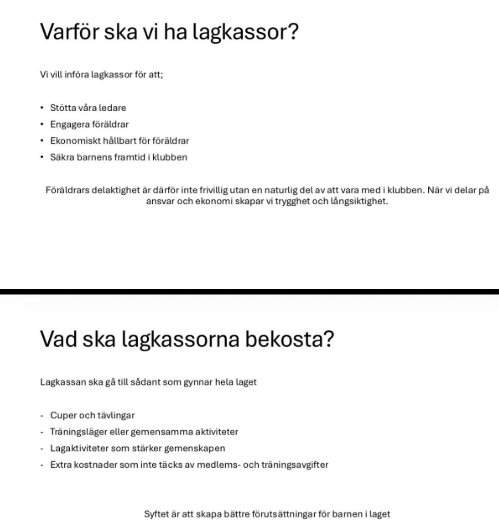 Varför ska vi ha lagkassor?
Vi vill införa lagkassor för att;
• Stötta våra ledare
• Engagera föräldrar
• Ekonomiskt hållbart för föräldrar
• Säkra barnens framtid i klubben
Föräldrars delaktighet är därför inte frivillig utan en naturlig del av att vara med i klubben. När vi delar på
ansvar och ekonomi skapar vi trygghet och långsiktighet.
Vad ska lagkassorna bekosta?
Lagkassan ska gå till sådant som gynnar hela laget
- Cuper och tävlingar
- Träningsläger eller gemensamma aktiviteter
- Lagaktiviteter som stärker gemenskapen
- Extra kostnader som inte täcks av medlems- och träningsavgifter
Syftet är att skapa bättre förutsättningar för barnen i laget